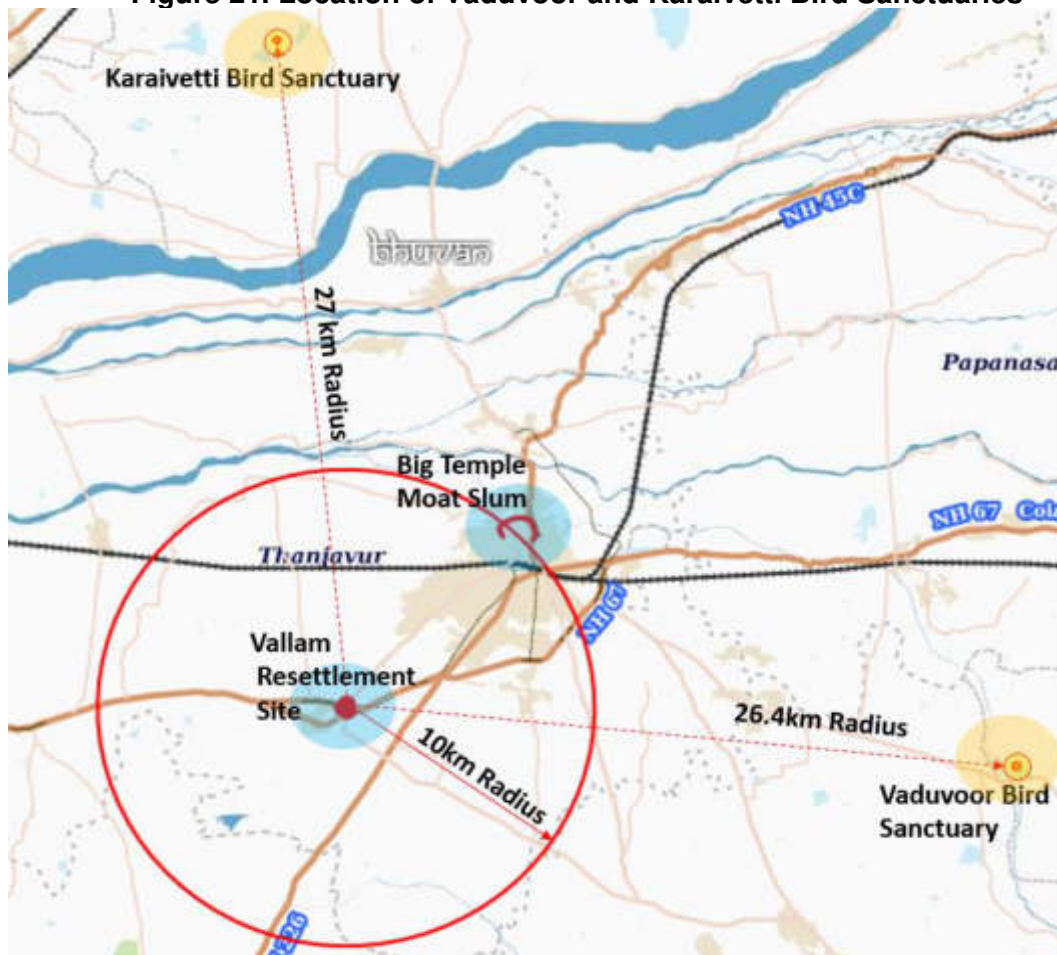 Figure 21: Location of Vaduvoor and Karaivetti Bird Sanctuaries
Karaivetti Bird Sanctuary
NH 45C
bhuvan
27 km Radius
Papanasa
Big Temple
Moat Slum
NH 67
Thanjavur
NH 67
Vallam
Resettlement
Site
26.4km Radius
10km Radius
Vaduvoor Bird
Sanctuary
226